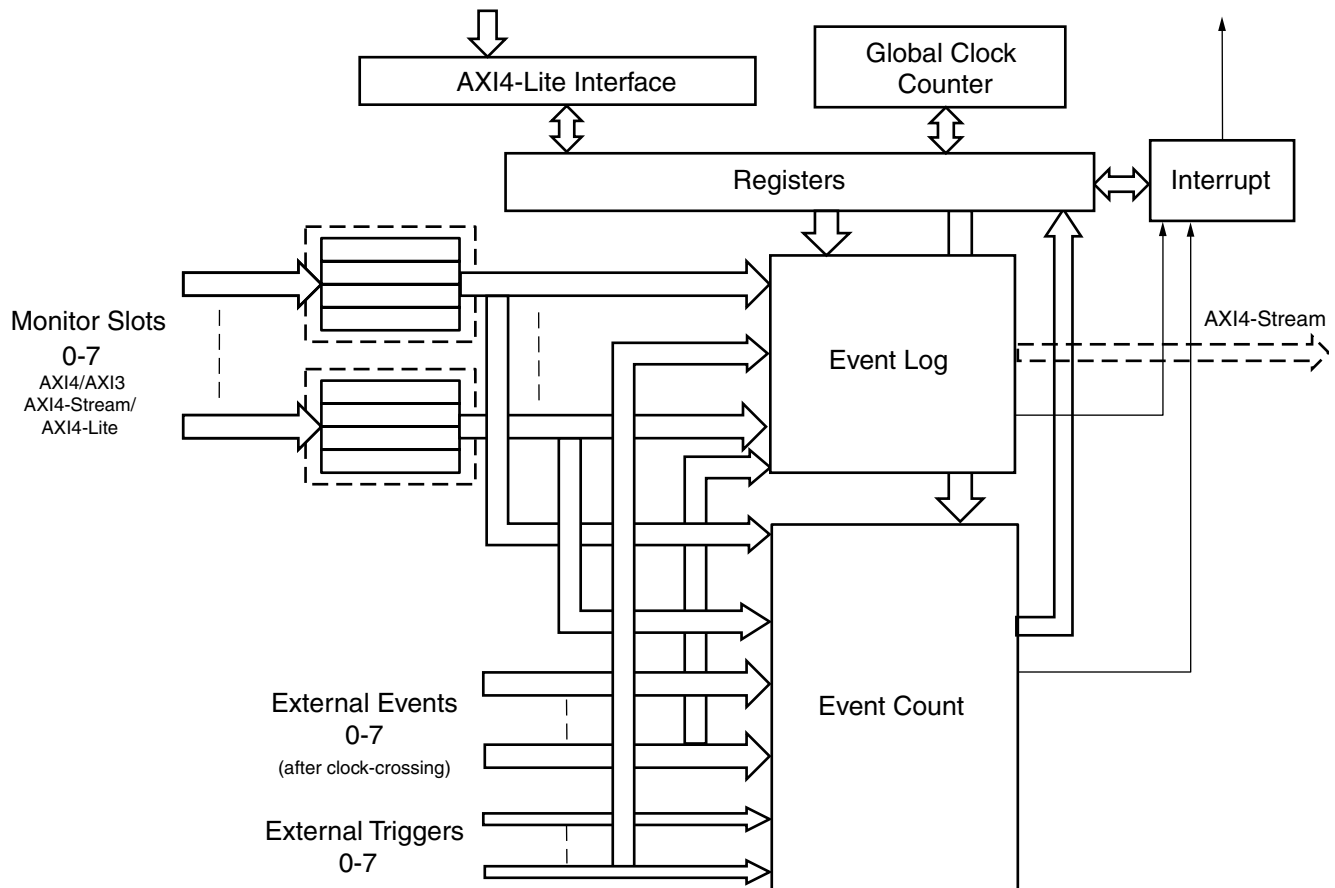 AXI4-Lite Interface
Global Clock
Counter
Registers
Interrupt
Monitor Slots
0-7
AXI4/AXI3
AXI4-Stream/
AXI4-Lite
Event Log
AXI4-Stream
External Events
0-7
(after clock-crossing)
Event Count
External Triggers
0-7